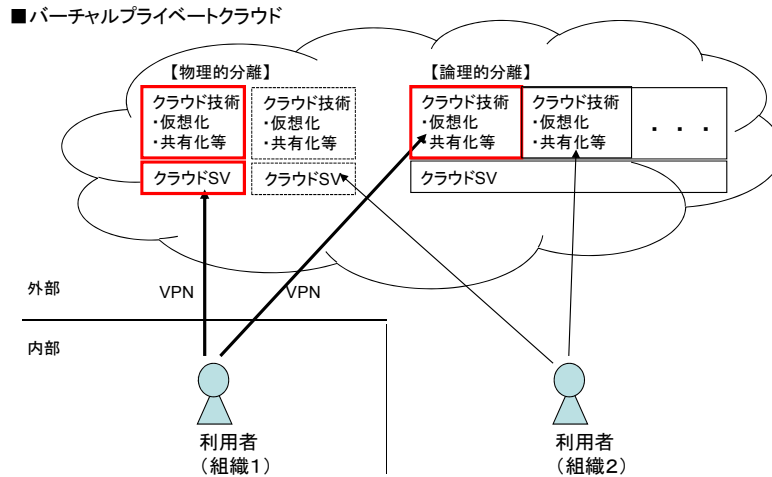 ■バーチャルプライベートクラウド
【物理的分離】
【論理的分離】
クラウド技術
・仮想化
・共有化等
クラウド技術
・仮想化
・共有化等
クラウド技術
・仮想化
・共有化等
クラウド技術
・仮想化
・共有化等
・・・
クラウドSV
クラウドSV
クラウドSV
外部
VPN
VPN
内部
利用者
（組織１）
利用者
（組織２）